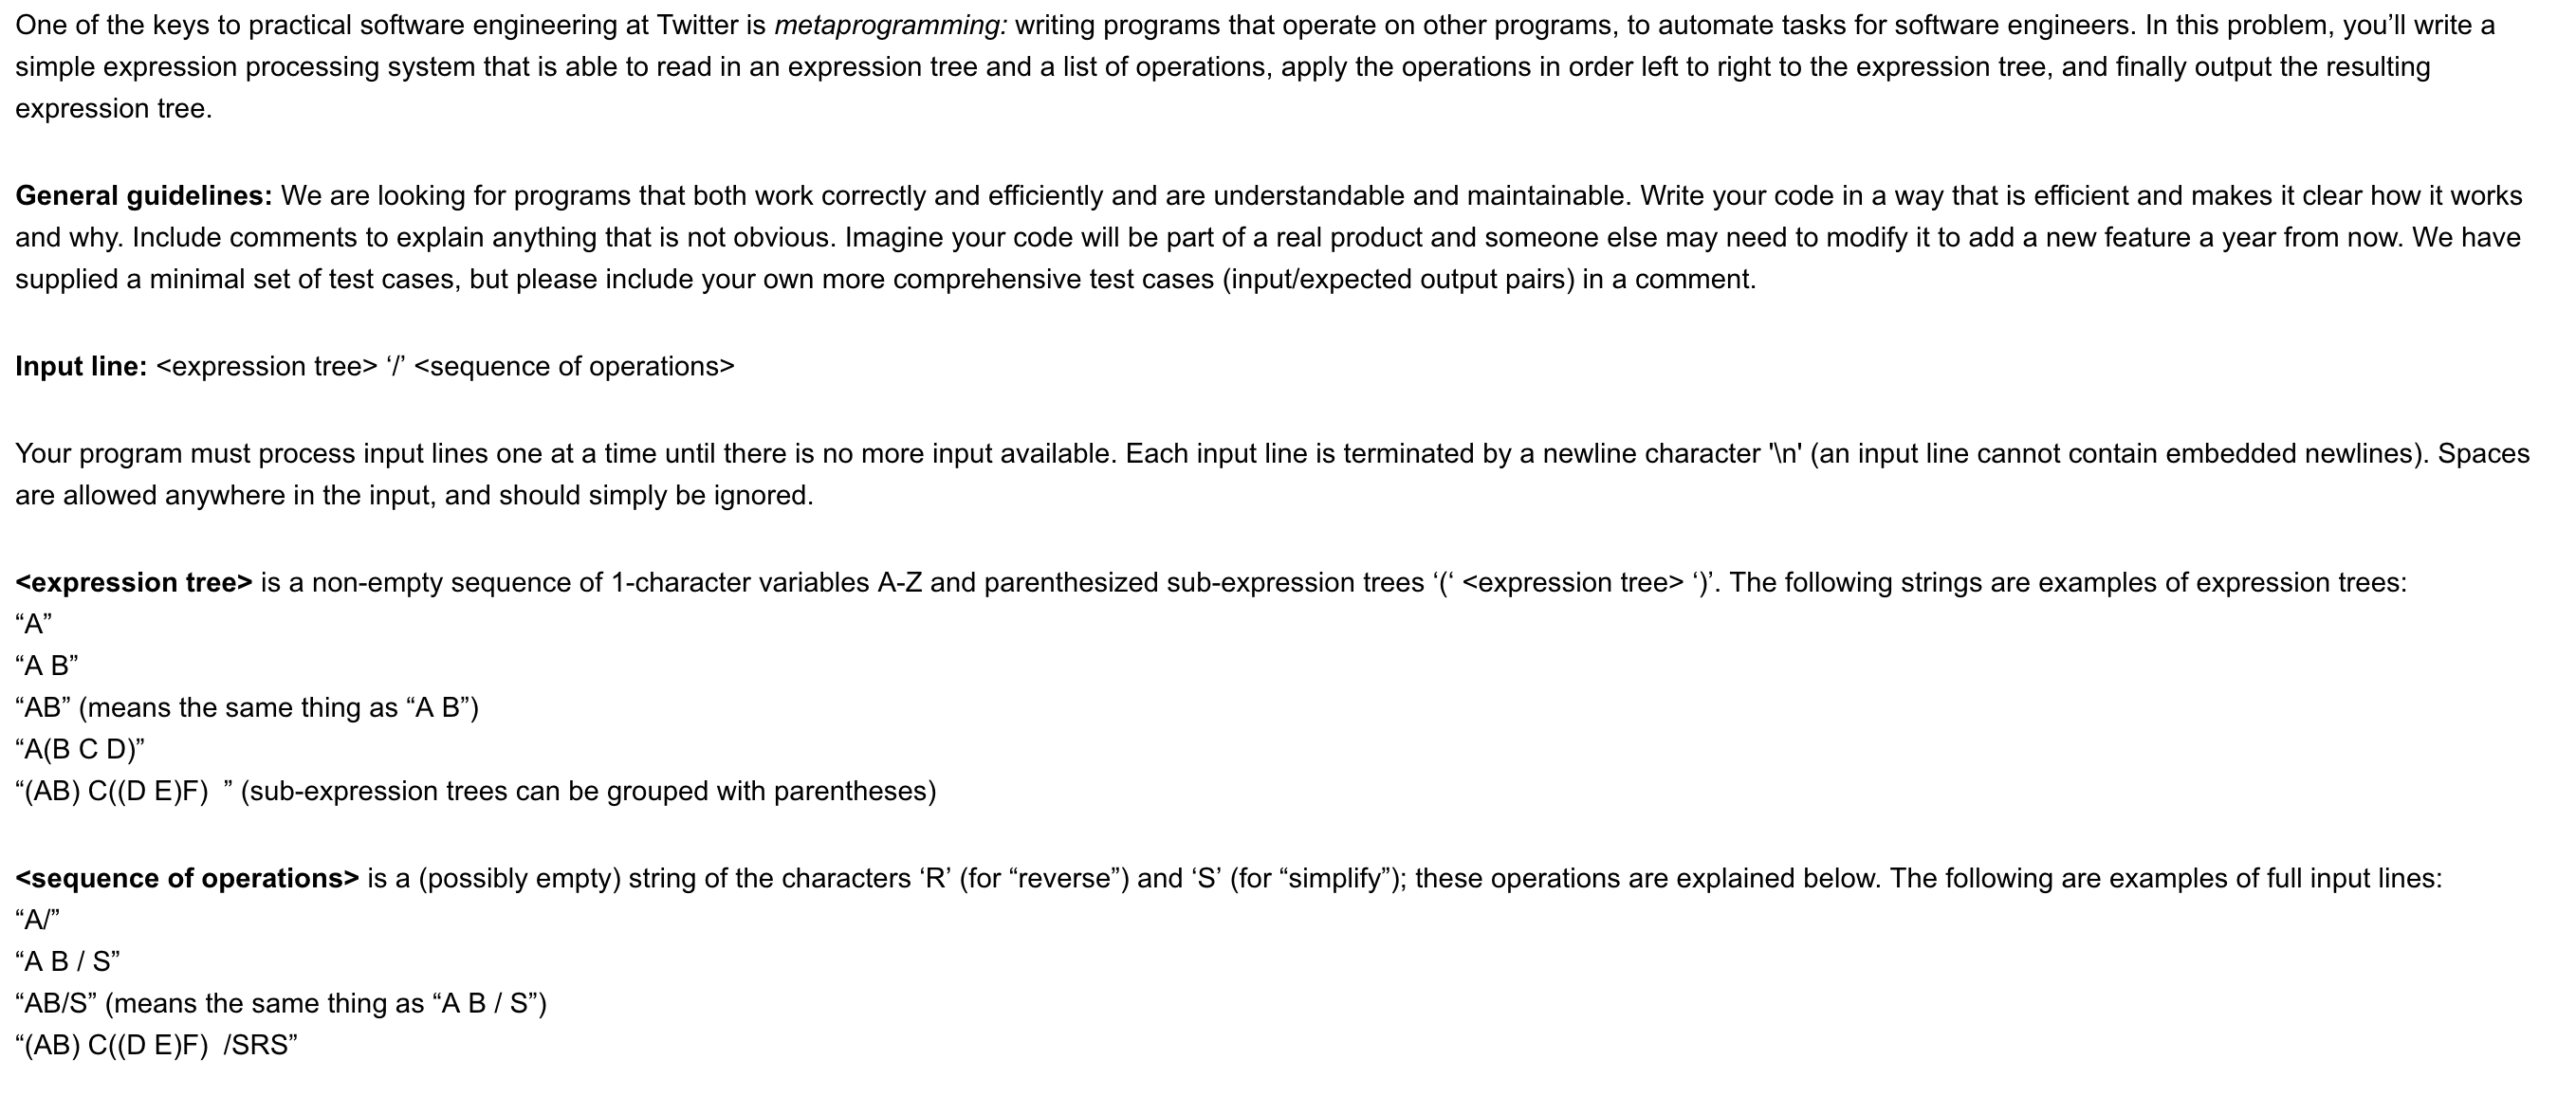 One of the keys to practical software engineering at Twitter is metaprogramming: writing programs that operate on other programs, to automate tasks for software engineers. In this problem, you’ll write a
simple expression processing system that is able to read in an expression tree and a list of operations, apply the operations in order left to right to the expression tree, and finally output the resulting
expression tree.
General guidelines: We are looking for programs that both work correctly and efficiently and are understandable and maintainable. Write your code in a way that is efficient and makes it clear how it works
and why. Include comments to explain anything that is not obvious. Imagine your code will be part of a real product and someone else may need to modify it to add a new feature a year from now. We have
supplied a minimal set of test cases, but please include your own more comprehensive test cases (input/expected output pairs) in a comment.
Input line: <expression tree> ‘/’ <sequence of operations>
Your program must process input lines one at a time until there is no more input available. Each input line is terminated by a newline character '\n' (an input line cannot contain embedded newlines). Spaces
are allowed anywhere in the input, and should simply be ignored.
<expression tree> is a non-empty sequence of 1-character variables A-Z and parenthesized sub-expression trees ‘(‘ <expression tree> ‘)’. The following strings are examples of expression trees:
“A”
“A B”
“AB” (means the same thing as “A B”)
“A(B C D)”
“(AB) C((D E)F)  ” (sub-expression trees can be grouped with parentheses)
<sequence of operations> is a (possibly empty) string of the characters ‘R’ (for “reverse”) and ‘S’ (for “simplify”); these operations are explained below. The following are examples of full input lines:
“A/”
“A B / S”
“AB/S” (means the same thing as “A B / S”)
“(AB) C((D E)F)  /SRS”